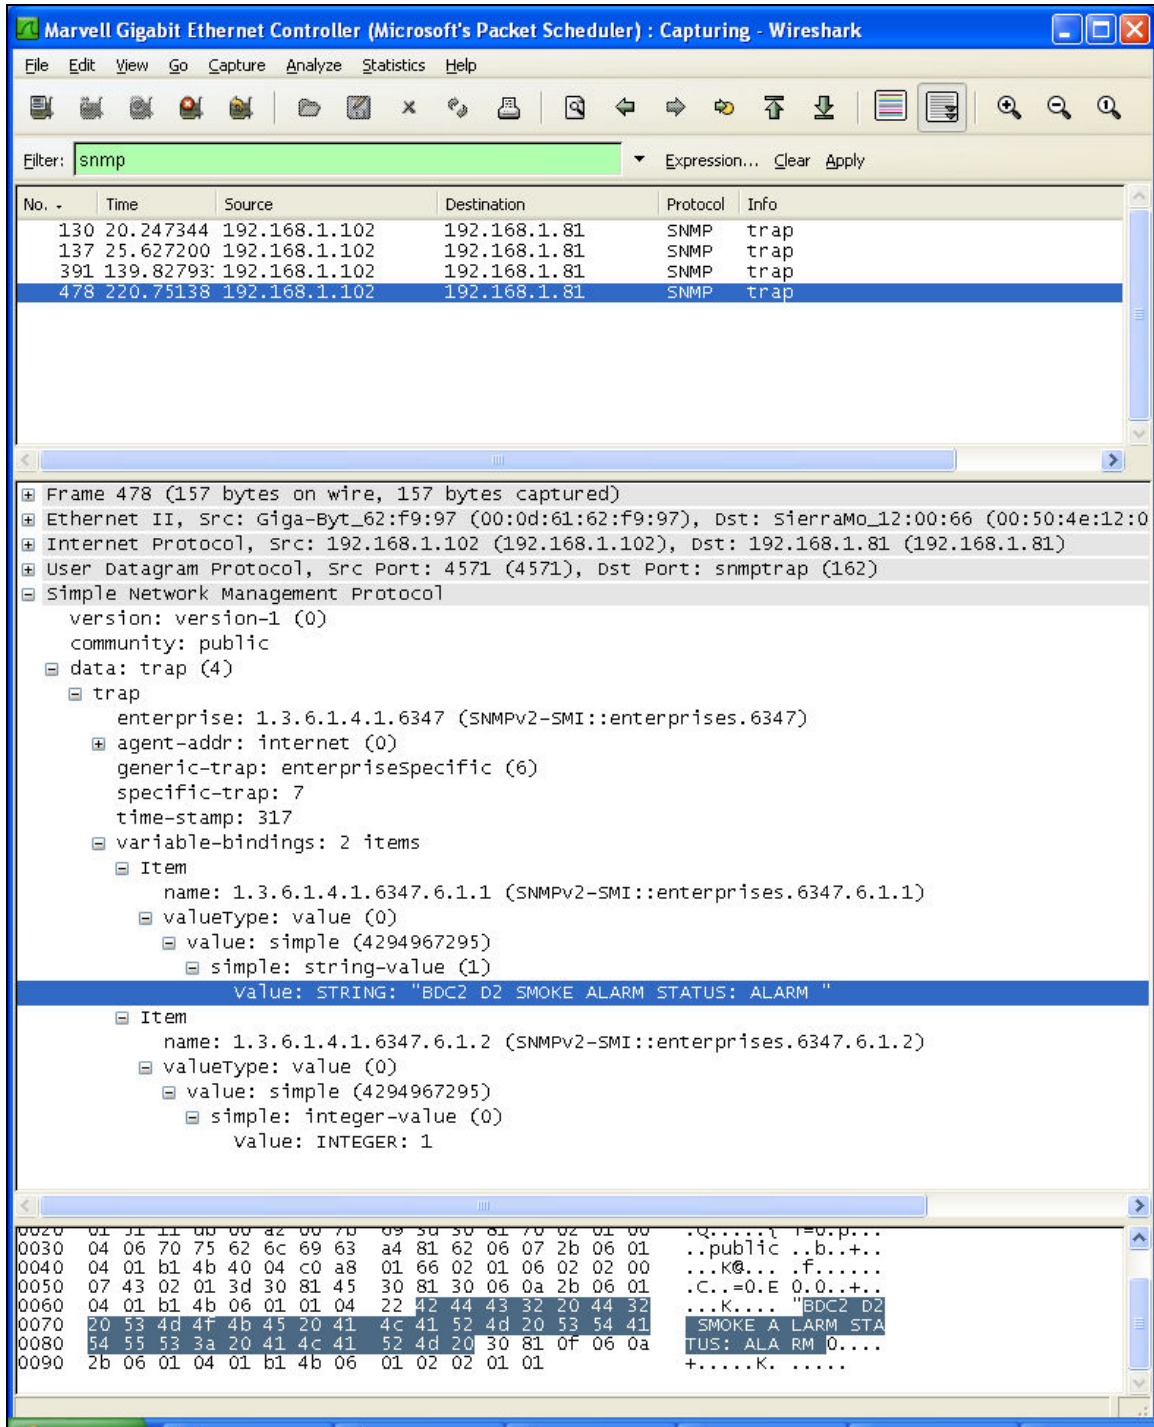 Marvell Gigabit Ethernet Controller (Microsoft's Packet Scheduler) : Capturing - Wireshark
File Edit View Go Capture Analyze Statistics Help
Filter: snmp Expression... Clear Apply
No. Time Source Destination Protocol Info
130 20.247344 192.168.1.102 192.168.1.81 SNMP trap
137 25.627200 192.168.1.102 192.168.1.81 SNMP trap
391 139.82793 192.168.1.102 192.168.1.81 SNMP trap
478 220.75138 192.168.1.102 192.168.1.81 SNMP trap
Frame 478 (157 bytes on wire, 157 bytes captured)
Ethernet II, Src: Giga-Byt_62:f9:97 (00:0d:61:62:f9:97), Dst: SierraMo_12:00:66 (00:50:4e:12:0
Internet Protocol, Src: 192.168.1.102 (192.168.1.102), Dst: 192.168.1.81 (192.168.1.81)
User Datagram Protocol, Src Port: 4571 (4571), Dst Port: snmptrap (162)
Simple Network Management Protocol
version: version-1 (0)
community: public
data: trap (4)
trap
enterprise: 1.3.6.1.4.1.6347 (SNMPv2-SMI::enterprises.6347)
agent-addr: internet (0)
generic-trap: enterpriseSpecific (6)
specific-trap: 7
time-stamp: 317
variable-bindings: 2 items
Item
name: 1.3.6.1.4.1.6347.6.1.1 (SNMPv2-SMI::enterprises.6347.6.1.1)
valueType: value (0)
value: simple (4294967295)
simple: string-value (1)
Value: STRING: "BDC2 D2 SMOKE ALARM STATUS: ALARM "
Item
name: 1.3.6.1.4.1.6347.6.1.2 (SNMPv2-SMI::enterprises.6347.6.1.2)
valueType: value (0)
value: simple (4294967295)
simple: integer-value (0)
Value: INTEGER: 1
0030 04 06 70 75 62 6c 69 63 a4 81 62 06 07 2b 06 01 ..public ..b..+..
0040 04 01 b1 4b 40 04 c0 a8 01 66 02 01 06 02 02 00 ...K@... .f......
0050 07 43 02 01 3d 30 81 45 30 81 30 06 0a 2b 06 01 .C..=0.E 0.0..+..
0060 04 01 b1 4b 06 01 01 04 22 42 44 43 32 20 44 32 ...K.... "BDC2 D2
0070 20 53 4d 4f 4b 45 20 41 4c 41 52 4d 20 53 54 41 SMOKE A LARM STA
0080 54 55 53 3a 20 41 4c 41 52 4d 20 30 81 0f 06 0a TUS: ALA RM 0....
0090 2b 06 01 04 01 b1 4b 06 01 02 02 01 01 +.....K. .....